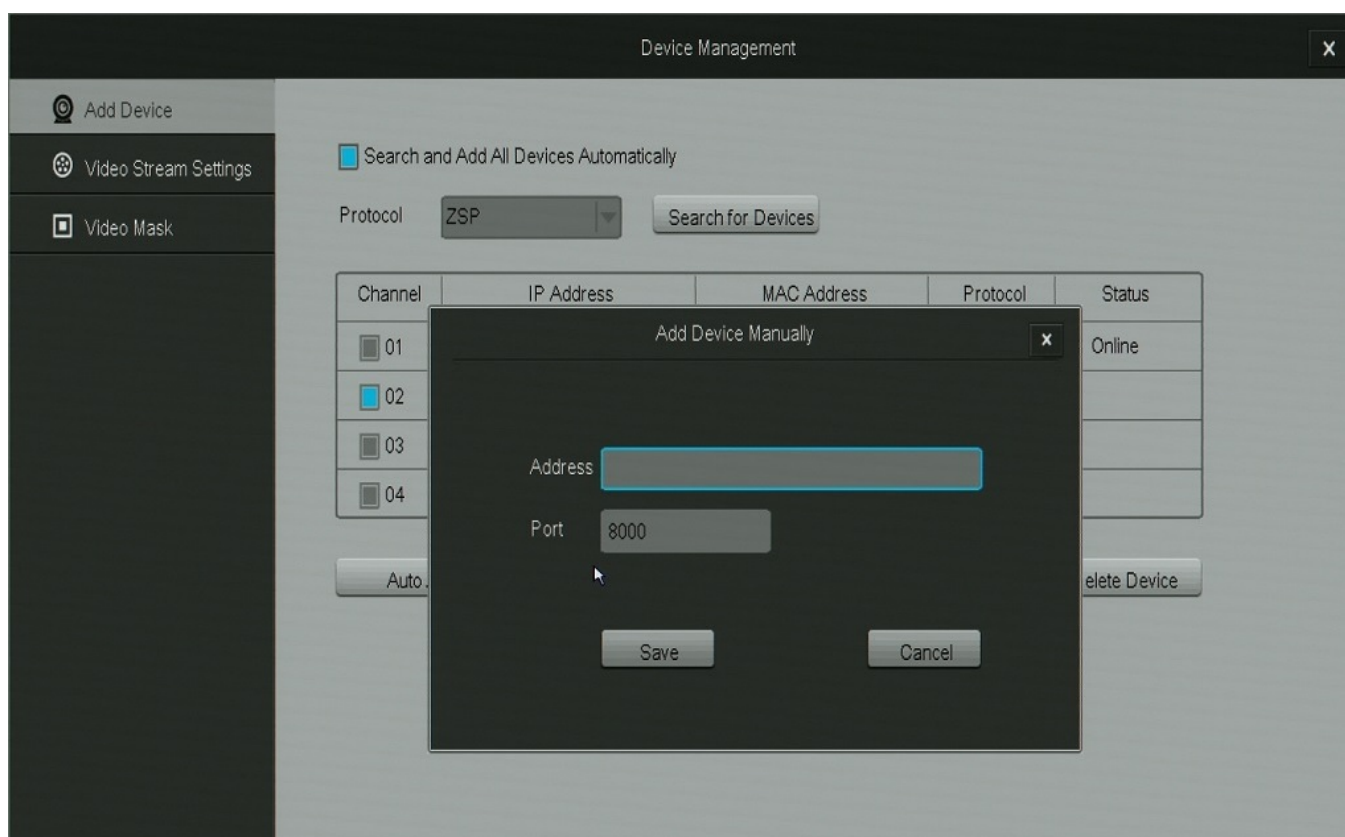 Device Management
X
Add Device
Video Stream Settings
Video Mask
Search and Add All Devices Automatically
Protocol ZSP Search for Devices
Channel IP Address MAC Address Protocol Status
Add Device Manually x
01 Online
02
03
04
Address
Port 8000
Auto elete Device
Save Cancel